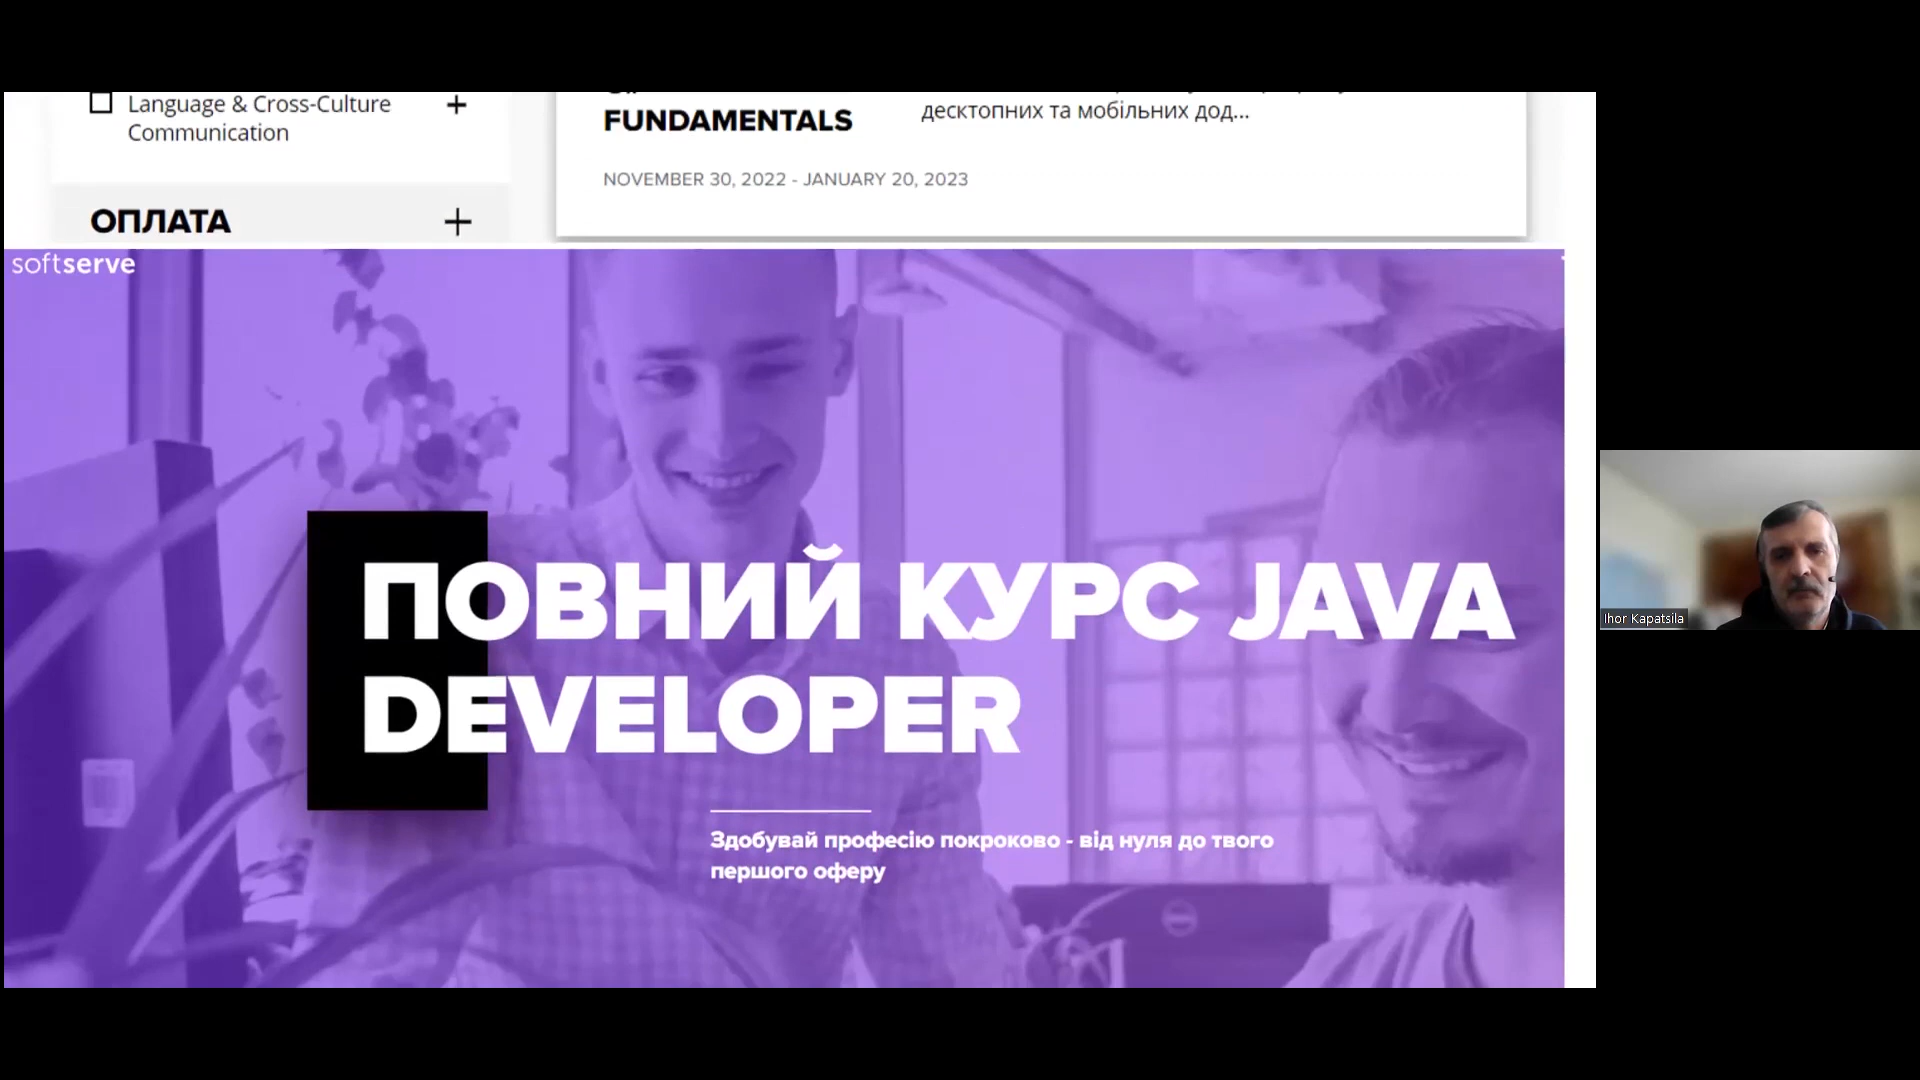 Language & Cross-Culture
Communication
ОПЛАТА
FUNDAMENTALS
NOVEMBER 30, 2022 - JANUARY 20, 2023
десктопних та мобільних дод...
softserve
ПОВНИЙ КУРС JAVA
DEVELOPER
Здобувай професію покроково - від нуля до твого
першого оферу
Ihor Kapatsila